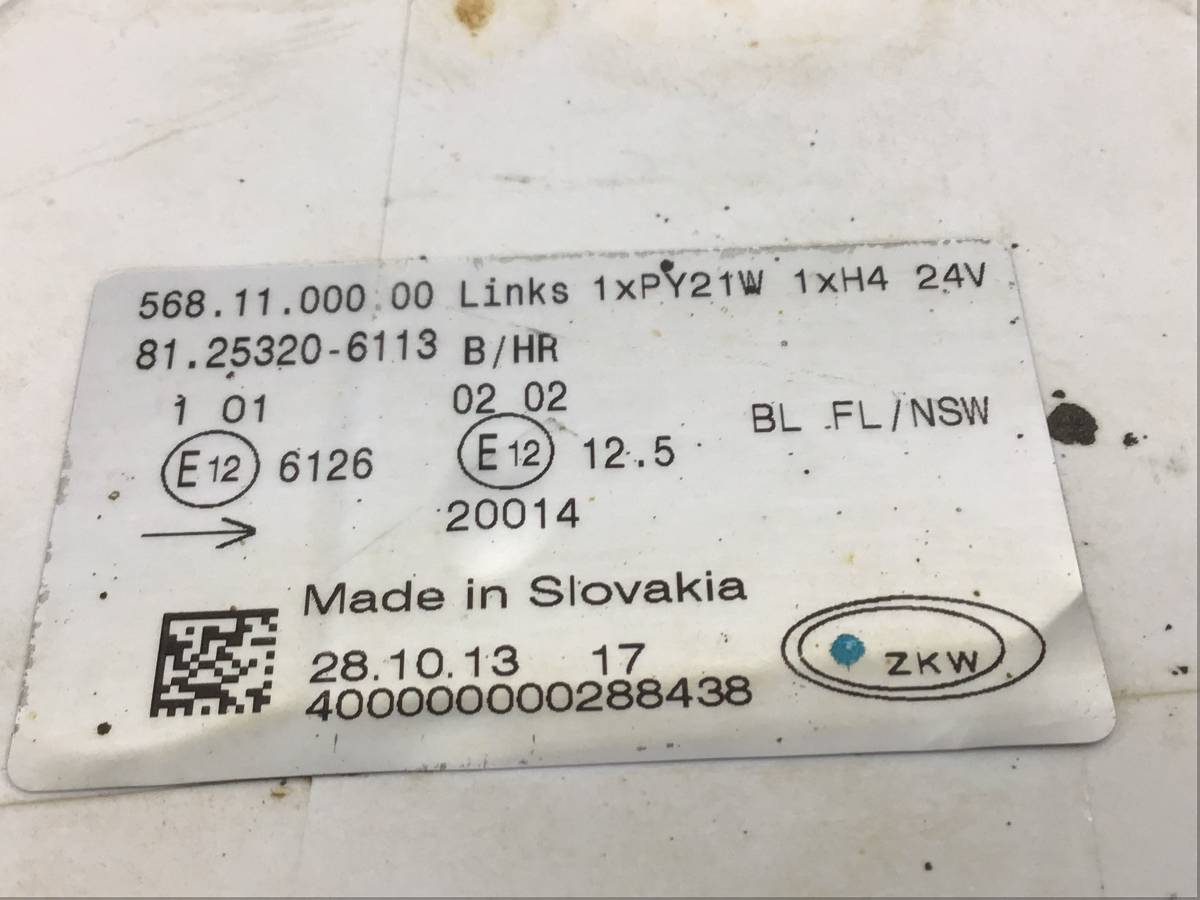 568.11.000.00 Links 1xPY21W 1xH4 24V
81.25320-6113 B/HR
1 01 02 02
BL FL/NSW
E12 6126 E12 12.5
20014
Made in Slovakia
28.10.13 17
ZKW
4000000000288438